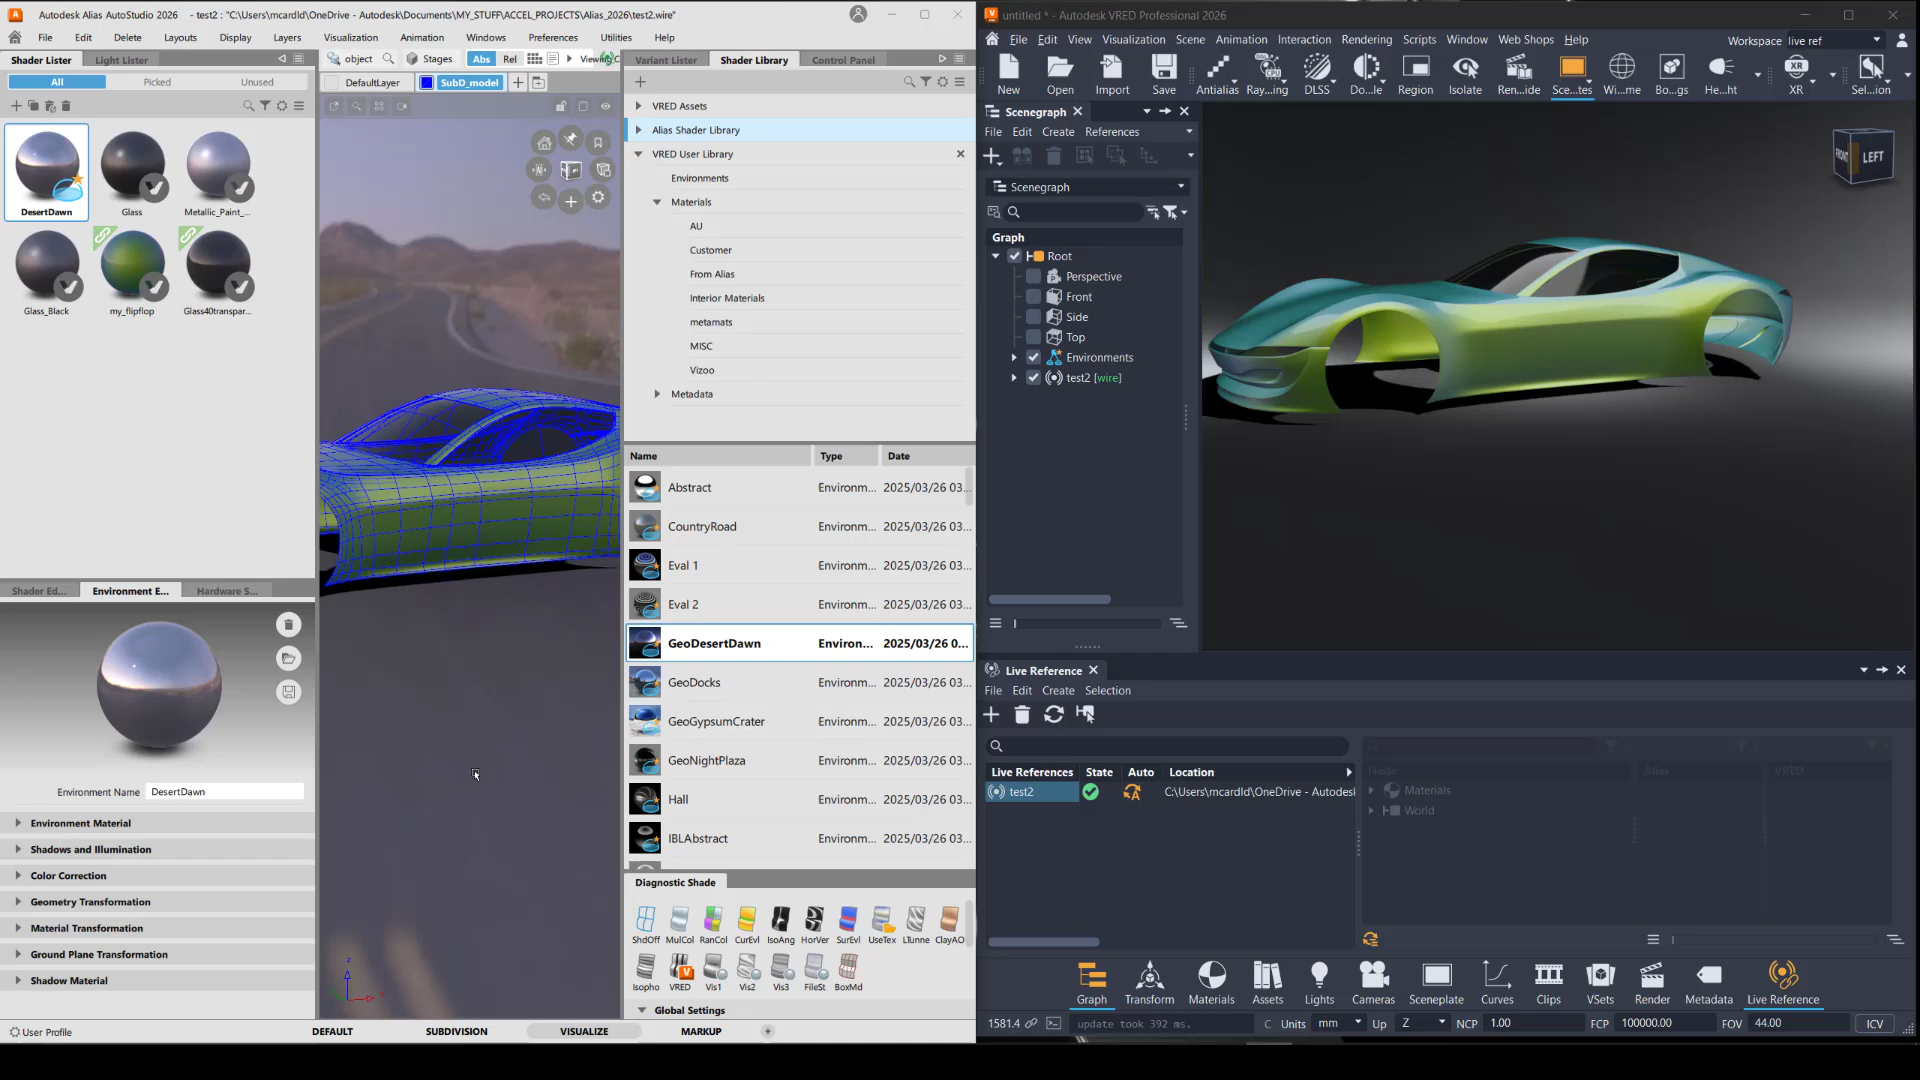 Autodesk Alias AutoStudio 2026 - test2 : "C:\Users\mcardld\OneDrive - Autodesk\Documents\MY_STUFF\ACCEL_PROJECTS\Alias_2026\test2.wire"
File Edit Delete Layouts Display Layers Visualization Animation Windows Preferences Utilities Help
Shader Lister Light Lister
All Picked Unused
DesertDawn Glass Metallic_Paint_...
Glass_Black my_flipflop Glass40transpar...
Shader Ed... Environment E... Hardware S...
Environment Name DesertDawn
Environment Material
Shadows and Illumination
Color Correction
Geometry Transformation
Material Transformation
Ground Plane Transformation
Shadow Material
User Profile
object Stages Abs Rel
DefaultLayer SubD_model
DEFAULT SUBDIVISION VISUALIZE MARKUP
Variant Lister Shader Library Control Panel
VRED Assets
Alias Shader Library
VRED User Library
Environments
Materials
AU
Customer
From Alias
Interior Materials
metamats
MISC
Vizoo
Metadata
Name Type Date
Abstract Environm... 2025/03/26 03...
CountryRoad Environm... 2025/03/26 03...
Eval 1 Environm... 2025/03/26 03...
Eval 2 Environm... 2025/03/26 03...
GeoDesertDawn Environ... 2025/03/26 0...
GeoDocks Environm... 2025/03/26 03...
GeoGypsumCrater Environm... 2025/03/26 03...
GeoNightPlaza Environm... 2025/03/26 03...
Hall Environm... 2025/03/26 03...
IBLAbstract Environm... 2025/03/26 03...
Diagnostic Shade
ShdOff MulCol RanCol CurEvl IsoAng HorVer SurEvl UseTex LTunne ClayAO
Isopho VRED Vis1 Vis2 Vis3 FileSt BoxMd
Global Settings
untitled * - Autodesk VRED Professional 2026
File Edit View Visualization Scene Animation Interaction Rendering Scripts Window Web Shops Help
Workspace live ref
New Open Import Save Antialias Ray...ing DLSS Do...le Region Isolate Ren...ide Sce...tes Wi...me Bo...gs He...ht XR Sel...ion
Scenegraph
File Edit Create References
Scenegraph
Graph
Root
Perspective
Front
Side
Top
Environments
test2 [wire]
FRONT LEFT
Live Reference
File Edit Create Selection
Live References State Auto Location
test2 C:\Users\mcardld\OneDrive - Autodesk
Node Alias VRED
Materials
World
Graph Transform Materials Assets Lights Cameras Sceneplate Curves Clips VSets Render Metadata Live Reference
1581.4 update took 392 ms. C Units mm Up Z NCP 1.00 FCP 100000.00 FOV 44.00 ICV